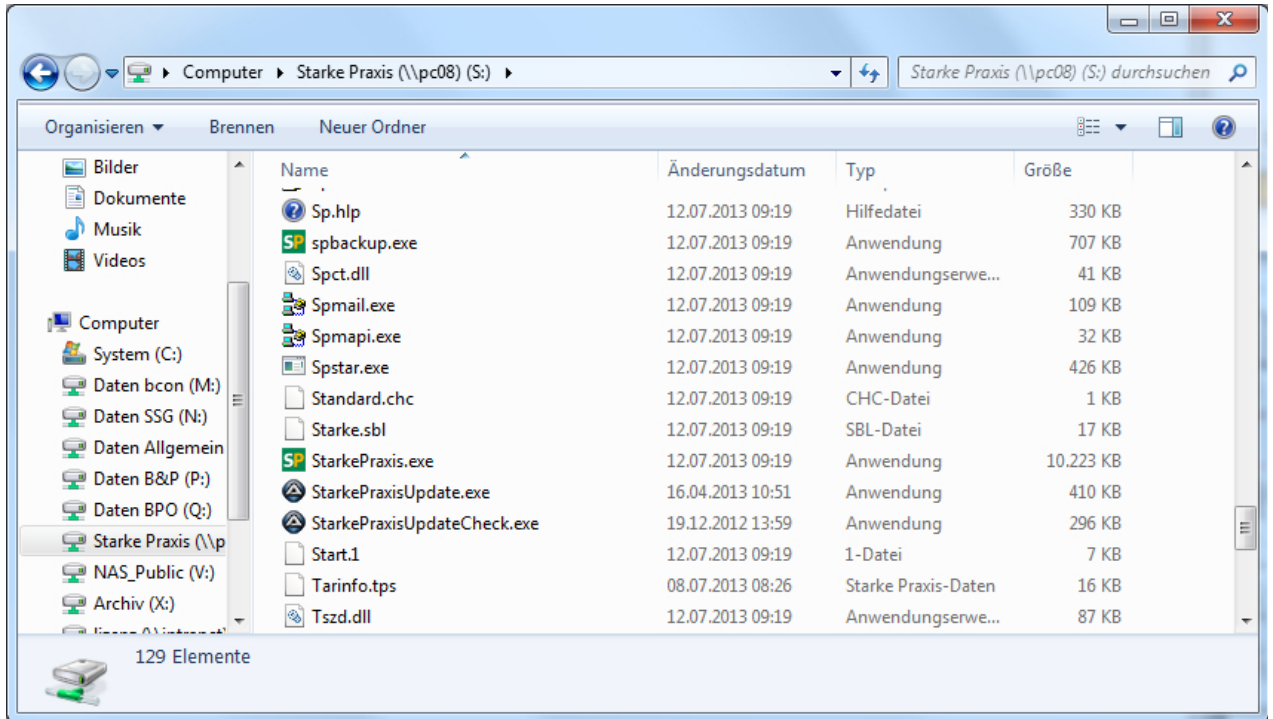 Computer ▸ Starke Praxis (\\pc08) (S:) ▸
Starke Praxis (\\pc08) (S:) durchsuchen
Organisieren Brennen Neuer Ordner
Bilder
Dokumente
Musik
Videos
Computer
System (C:)
Daten bcon (M:)
Daten SSG (N:)
Daten Allgemein
Daten B&P (P:)
Daten BPO (Q:)
Starke Praxis (\\p
NAS_Public (V:)
Archiv (X:)
Name Änderungsdatum Typ Größe
Sp.hlp 12.07.2013 09:19 Hilfedatei 330 KB
spbackup.exe 12.07.2013 09:19 Anwendung 707 KB
Spct.dll 12.07.2013 09:19 Anwendungserwe... 41 KB
Spmail.exe 12.07.2013 09:19 Anwendung 109 KB
Spmapi.exe 12.07.2013 09:19 Anwendung 32 KB
Spstar.exe 12.07.2013 09:19 Anwendung 426 KB
Standard.chc 12.07.2013 09:19 CHC-Datei 1 KB
Starke.sbl 12.07.2013 09:19 SBL-Datei 17 KB
SP StarkePraxis.exe 12.07.2013 09:19 Anwendung 10.223 KB
StarkePraxisUpdate.exe 16.04.2013 10:51 Anwendung 410 KB
StarkePraxisUpdateCheck.exe 19.12.2012 13:59 Anwendung 296 KB
Start.1 12.07.2013 09:19 1-Datei 7 KB
Tarinfo.tps 08.07.2013 08:26 Starke Praxis-Daten 16 KB
Tszd.dll 12.07.2013 09:19 Anwendungserwe... 87 KB
129 Elemente